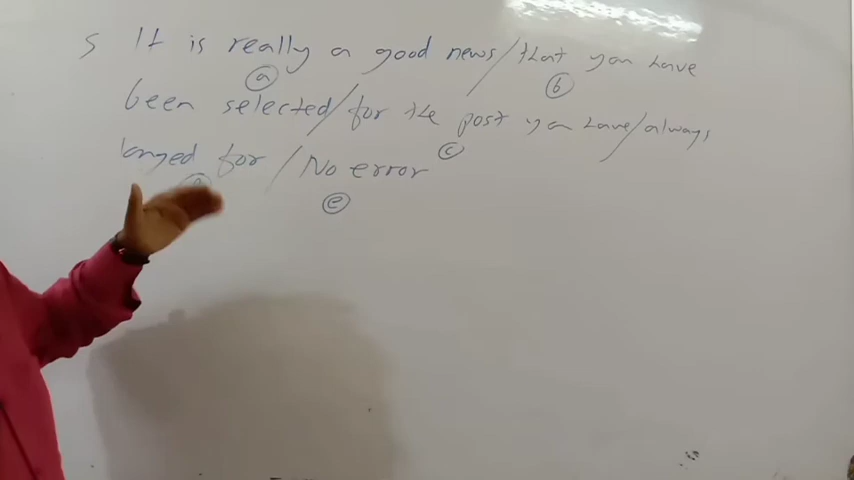 5 It is really a good news/that you have
(a) (b)
been selected/for the post you have/always
(c)
longed for/No error
(e)